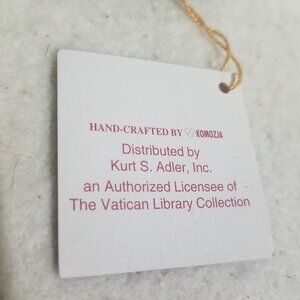 HAND-CRAFTED BY KOMOZJA
Distributed by
Kurt S. Adler, Inc.
an Authorized Licensee of
The Vatican Library Collection